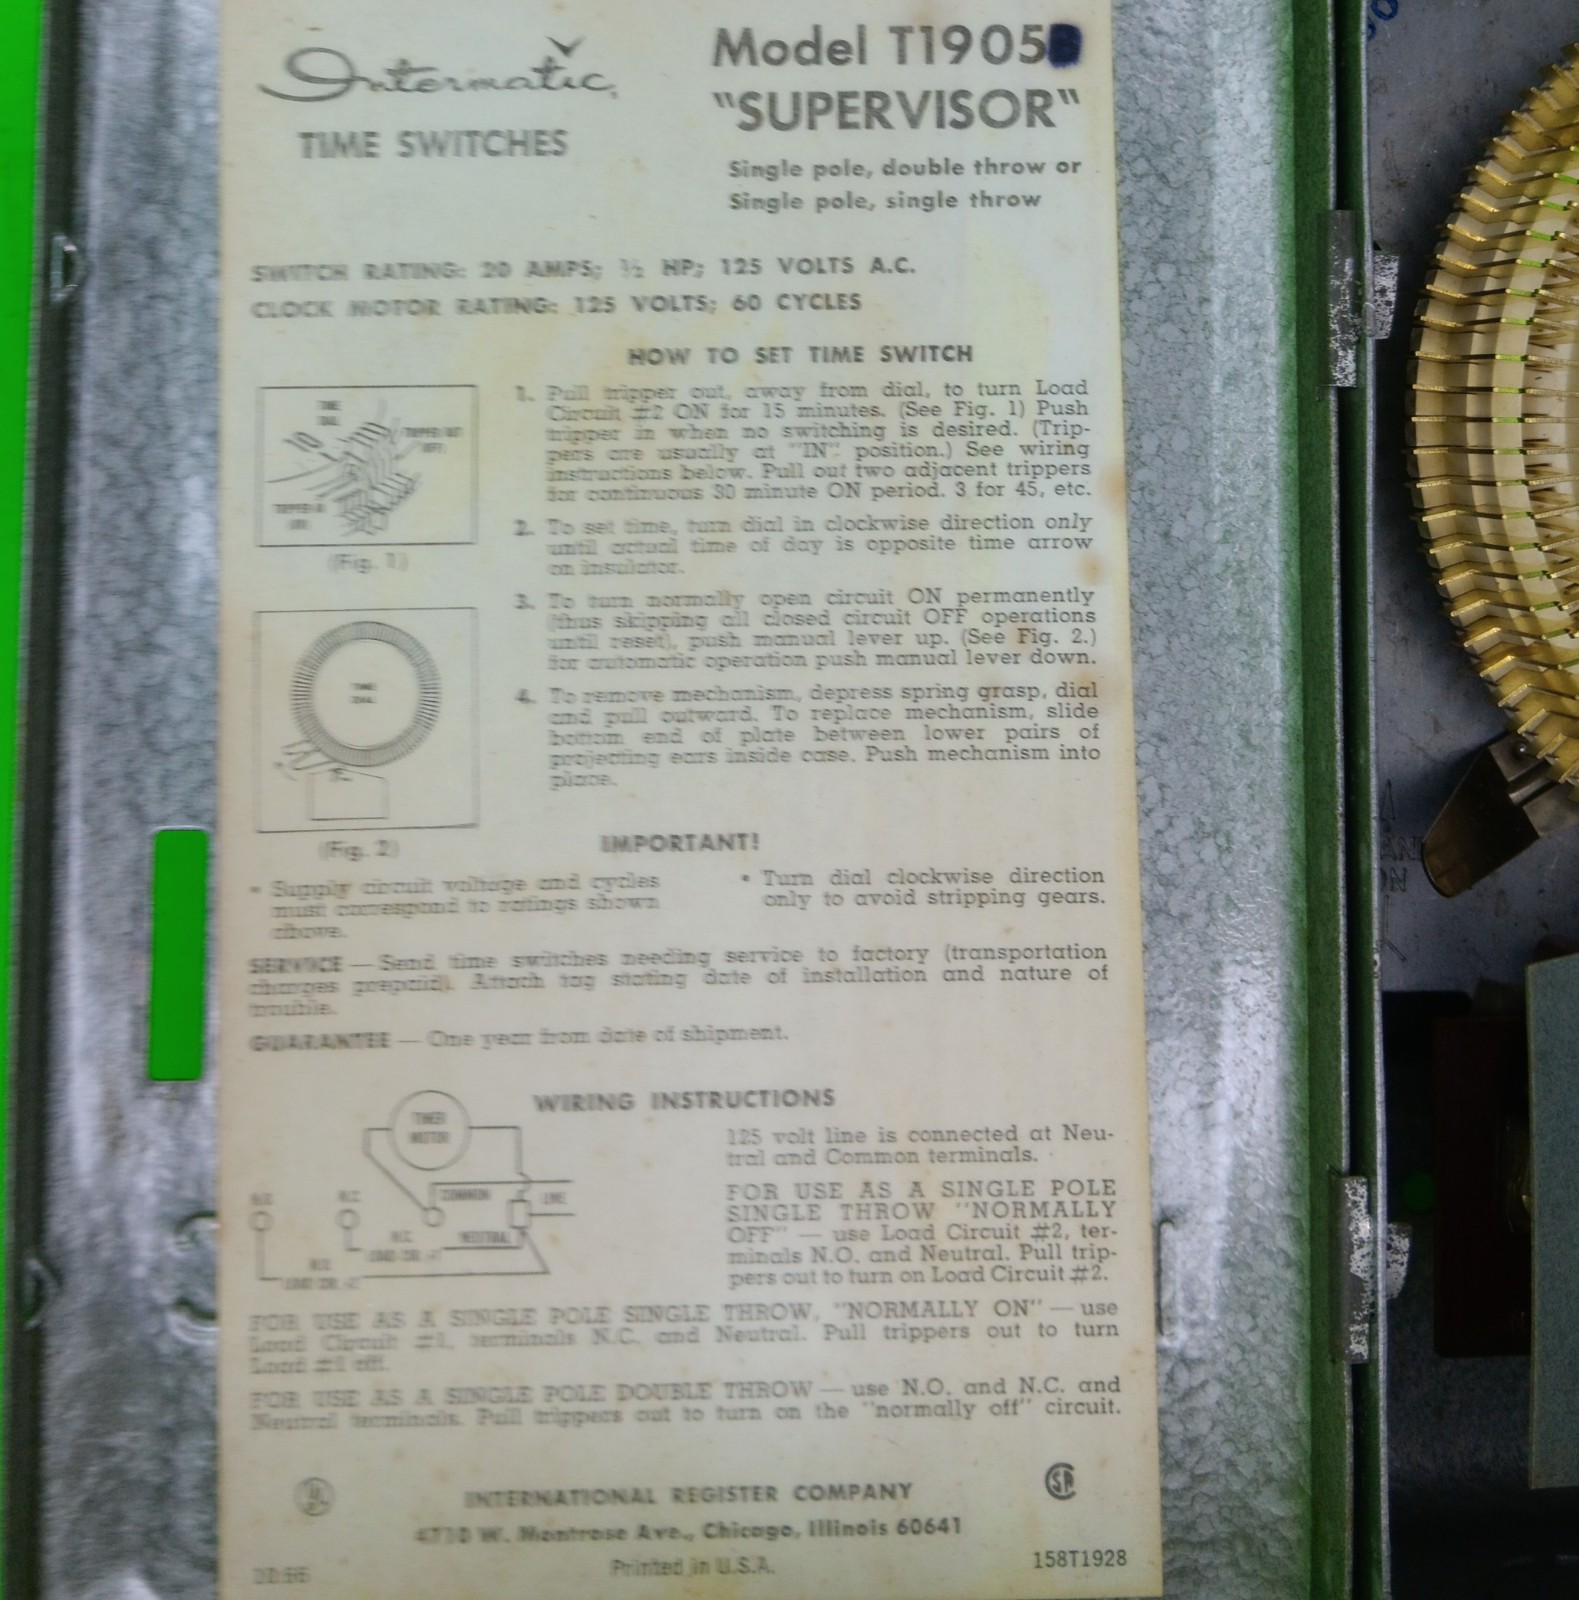 Intermatic
TIME SWITCHES
Model T1905
"SUPERVISOR"
Single pole, double throw or
Single pole, single throw
SWITCH RATING: 20 AMPS; ½ HP; 125 VOLTS A.C.
CLOCK MOTOR RATING: 125 VOLTS; 60 CYCLES
HOW TO SET TIME SWITCH
1. Pull tripper out, away from dial, to turn Load
Circuit #2 ON for 15 minutes. (See Fig. 1) Push
tripper in when no switching is desired. (Trip-
pers are usually at "IN" position.) See wiring
instructions below. Pull out two adjacent trippers
for continuous 30 minute ON period. 3 for 45, etc.
2. To set time, turn dial in clockwise direction only
until actual time of day is opposite time arrow
on insulator.
3. To turn normally open circuit ON permanently
(thus skipping all closed circuit OFF operations
until reset), push manual lever up. (See Fig. 2.)
for automatic operation push manual lever down.
4. To remove mechanism, depress spring grasp, dial
and pull outward. To replace mechanism, slide
bottom end of plate between lower pairs of
projecting ears inside case. Push mechanism into
place.
TIME
DIAL
(Fig. 1)
TIME
DIAL
(Fig. 2)
IMPORTANT!
• Supply circuit voltage and cycles
must correspond to ratings shown
above.
• Turn dial clockwise direction
only to avoid stripping gears.
SERVICE — Send time switches needing service to factory (transportation
charges prepaid). Attach tag stating date of installation and nature of
trouble.
GUARANTEE — One year from date of shipment.
WIRING INSTRUCTIONS
TIMER
MOTOR
COMMON
LINE
NEUTRAL
125 volt line is connected at Neu-
tral and Common terminals.
FOR USE AS A SINGLE POLE
SINGLE THROW "NORMALLY
OFF" — use Load Circuit #2, ter-
minals N.O. and Neutral. Pull trip-
pers out to turn on Load Circuit #2.
FOR USE AS A SINGLE POLE SINGLE THROW, "NORMALLY ON" — use
Load Circuit #1, terminals N.C. and Neutral. Pull trippers out to turn
Load #1 off.
FOR USE AS A SINGLE POLE DOUBLE THROW — use N.O. and N.C. and
Neutral terminals. Pull trippers out to turn on the "normally off" circuit.
UL
SA
INTERNATIONAL REGISTER COMPANY
4710 W. Montrose Ave., Chicago, Illinois 60641
Printed in U.S.A.
158T1928